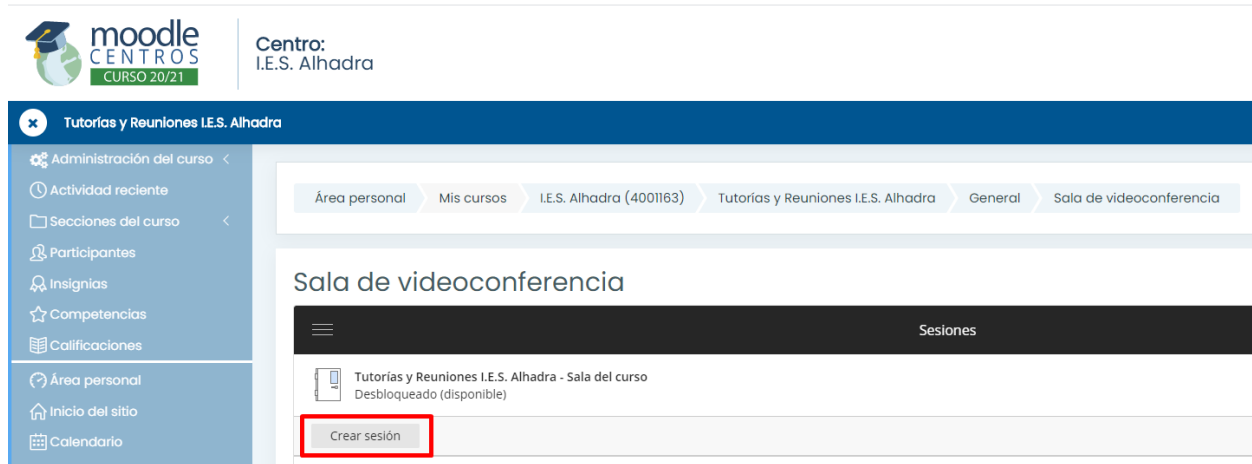 moodle
CENTROS
CURSO 20/21
Centro:
I.E.S. Alhadra
Tutorías y Reuniones I.E.S. Alhadra
Administración del curso
Actividad reciente
Secciones del curso
Participantes
Insignias
Competencias
Calificaciones
Área personal
Inicio del sitio
Calendario
Área personal Mis cursos I.E.S. Alhadra (4001163) Tutorías y Reuniones I.E.S. Alhadra General Sala de videoconferencia
Sala de videoconferencia
Sesiones
Tutorías y Reuniones I.E.S. Alhadra - Sala del curso
Desbloqueado (disponible)
Crear sesión